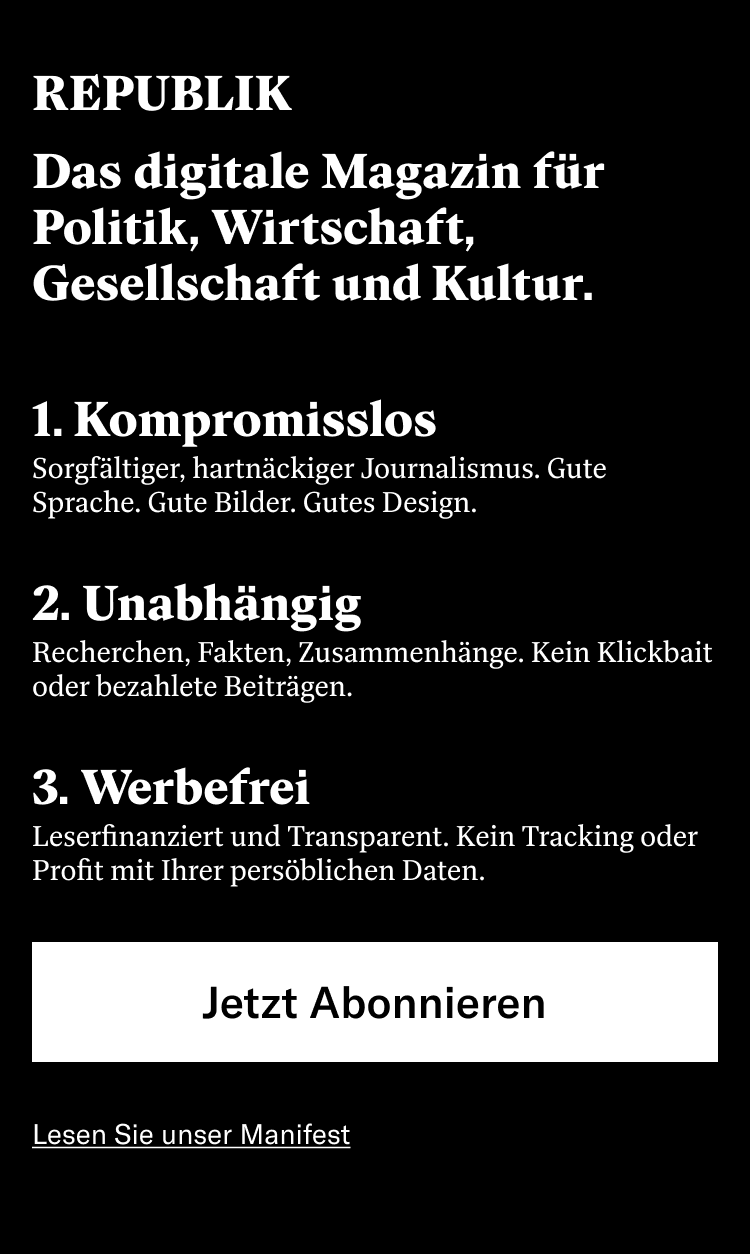 REPUBLIK
Das digitale Magazin für
Politik, Wirtschaft,
Gesellschaft und Kultur.
1. Kompromisslos
Sorgfältiger, hartnäckiger Journalismus. Gute
Sprache. Gute Bilder. Gutes Design.
2. Unabhängig
Recherchen, Fakten, Zusammenhänge. Kein Klickbait
oder bezahlete Beiträgen.
3. Werbefrei
Leserfinanziert und Transparent. Kein Tracking oder
Profit mit Ihrer persöblichen Daten.
Jetzt Abonnieren
Lesen Sie unser Manifest